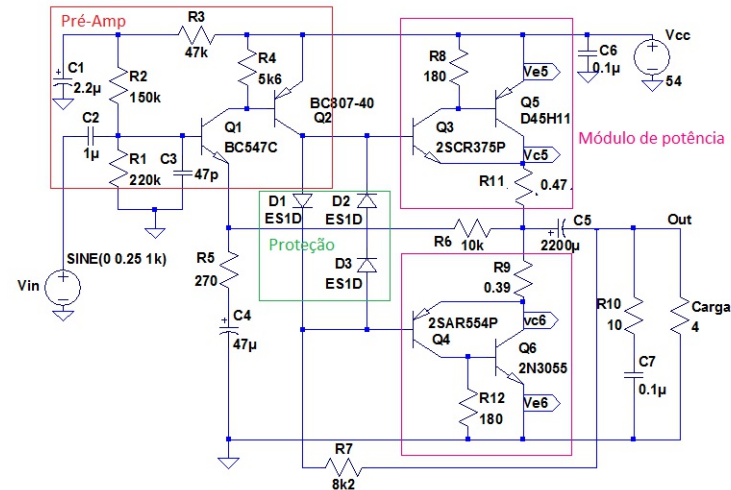 Pré-Amp
R3
47k
Vcc
54
C1
2.2µ
R2
150k
R4
5k6
R8
180
C6
0.1µ
Ve5
BC807-40
Q2
Q5
D45H11
C2
1µ
Q1
BC547C
Q3
2SCR375P
Módulo de potência
Vc5
R1
220k
C3
47p
R11
0.47
D1
ES1D
D2
ES1D
Proteção
R6
10k
C5
2200µ
Out
SINE(0 0.25 1k)
Vin
R5
270
D3
ES1D
R9
0.39
C4
47µ
2SAR554P
Q4
vc6
Q6
2N3055
R10
10
Carga
4
R12
180
Ve6
C7
0.1µ
R7
8k2